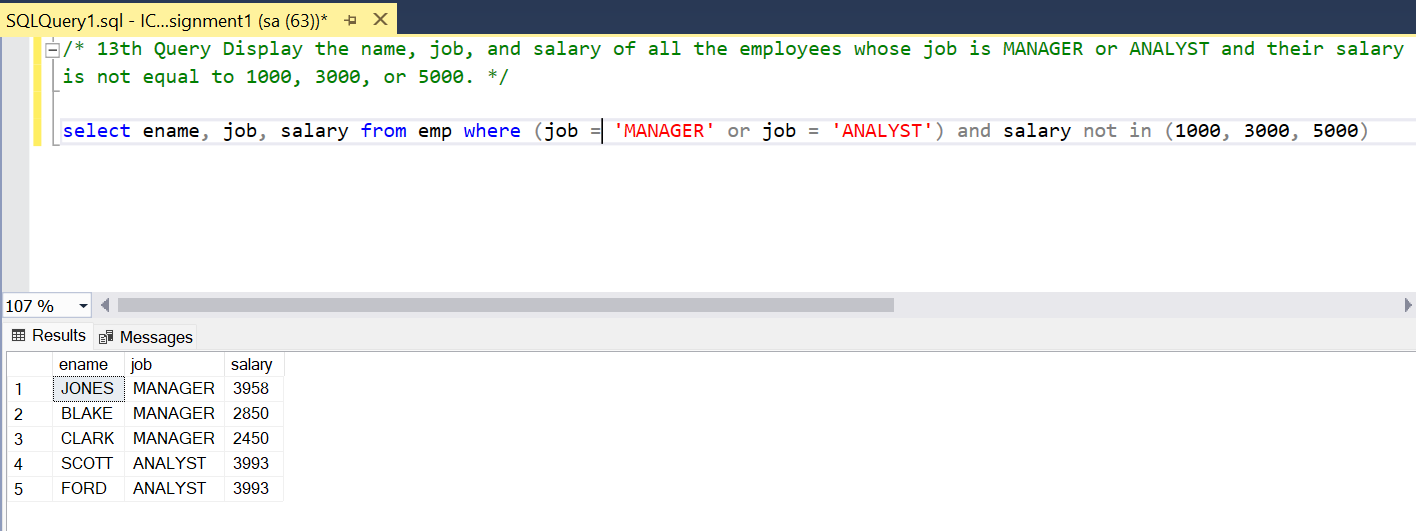 SQLQuery1.sql - IC...signment1 (sa (63))*
/* 13th Query Display the name, job, and salary of all the employees whose job is MANAGER or ANALYST and their salary
is not equal to 1000, 3000, or 5000. */
select ename, job, salary from emp where (job = 'MANAGER' or job = 'ANALYST') and salary not in (1000, 3000, 5000)
107 %
Results Messages
ename job salary
1 JONES MANAGER 3958
2 BLAKE MANAGER 2850
3 CLARK MANAGER 2450
4 SCOTT ANALYST 3993
5 FORD ANALYST 3993